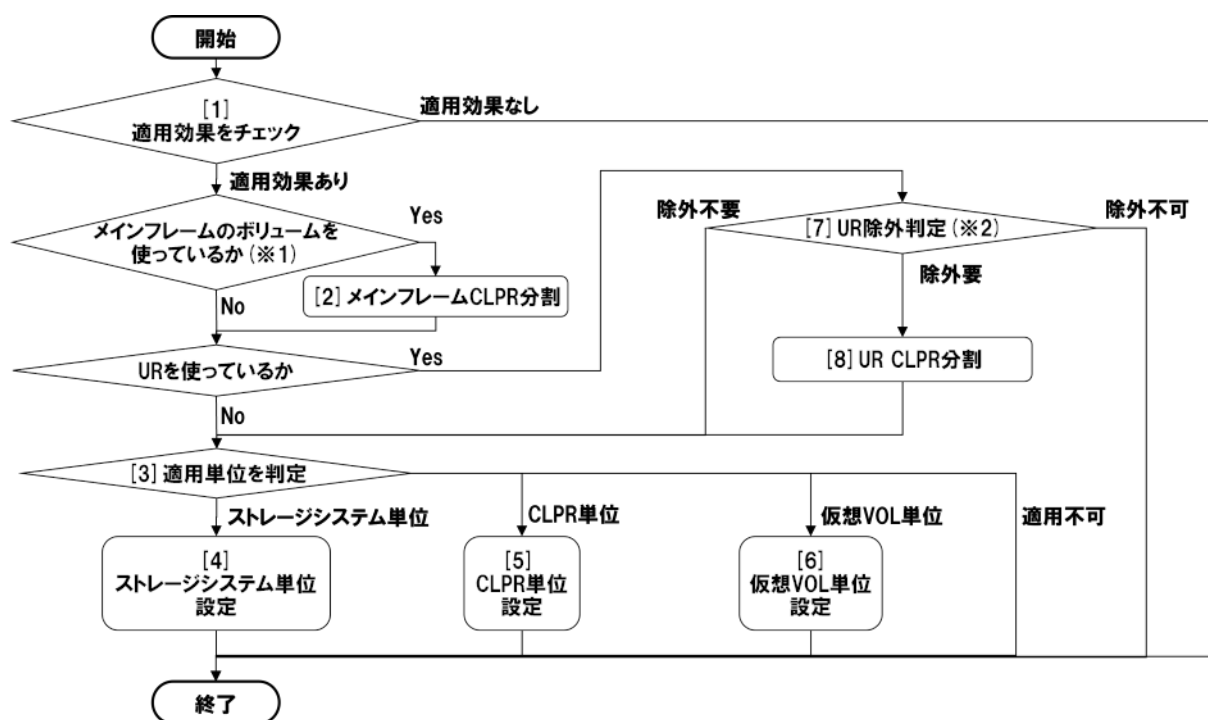 開始
[1]
適用効果をチェック
適用効果なし
適用効果あり
メインフレームのボリュームを
使っているか(※1)
Yes
[2]メインフレームCLPR分割
No
除外不要
[7]UR除外判定(※2)
除外不可
除外要
URを使っているか
Yes
[8]UR CLPR分割
No
[3]適用単位を判定
ストレージシステム単位
CLPR単位
仮想VOL単位
適用不可
[4]
ストレージシステム単位
設定
[5]
CLPR単位
設定
[6]
仮想VOL単位
設定
終了